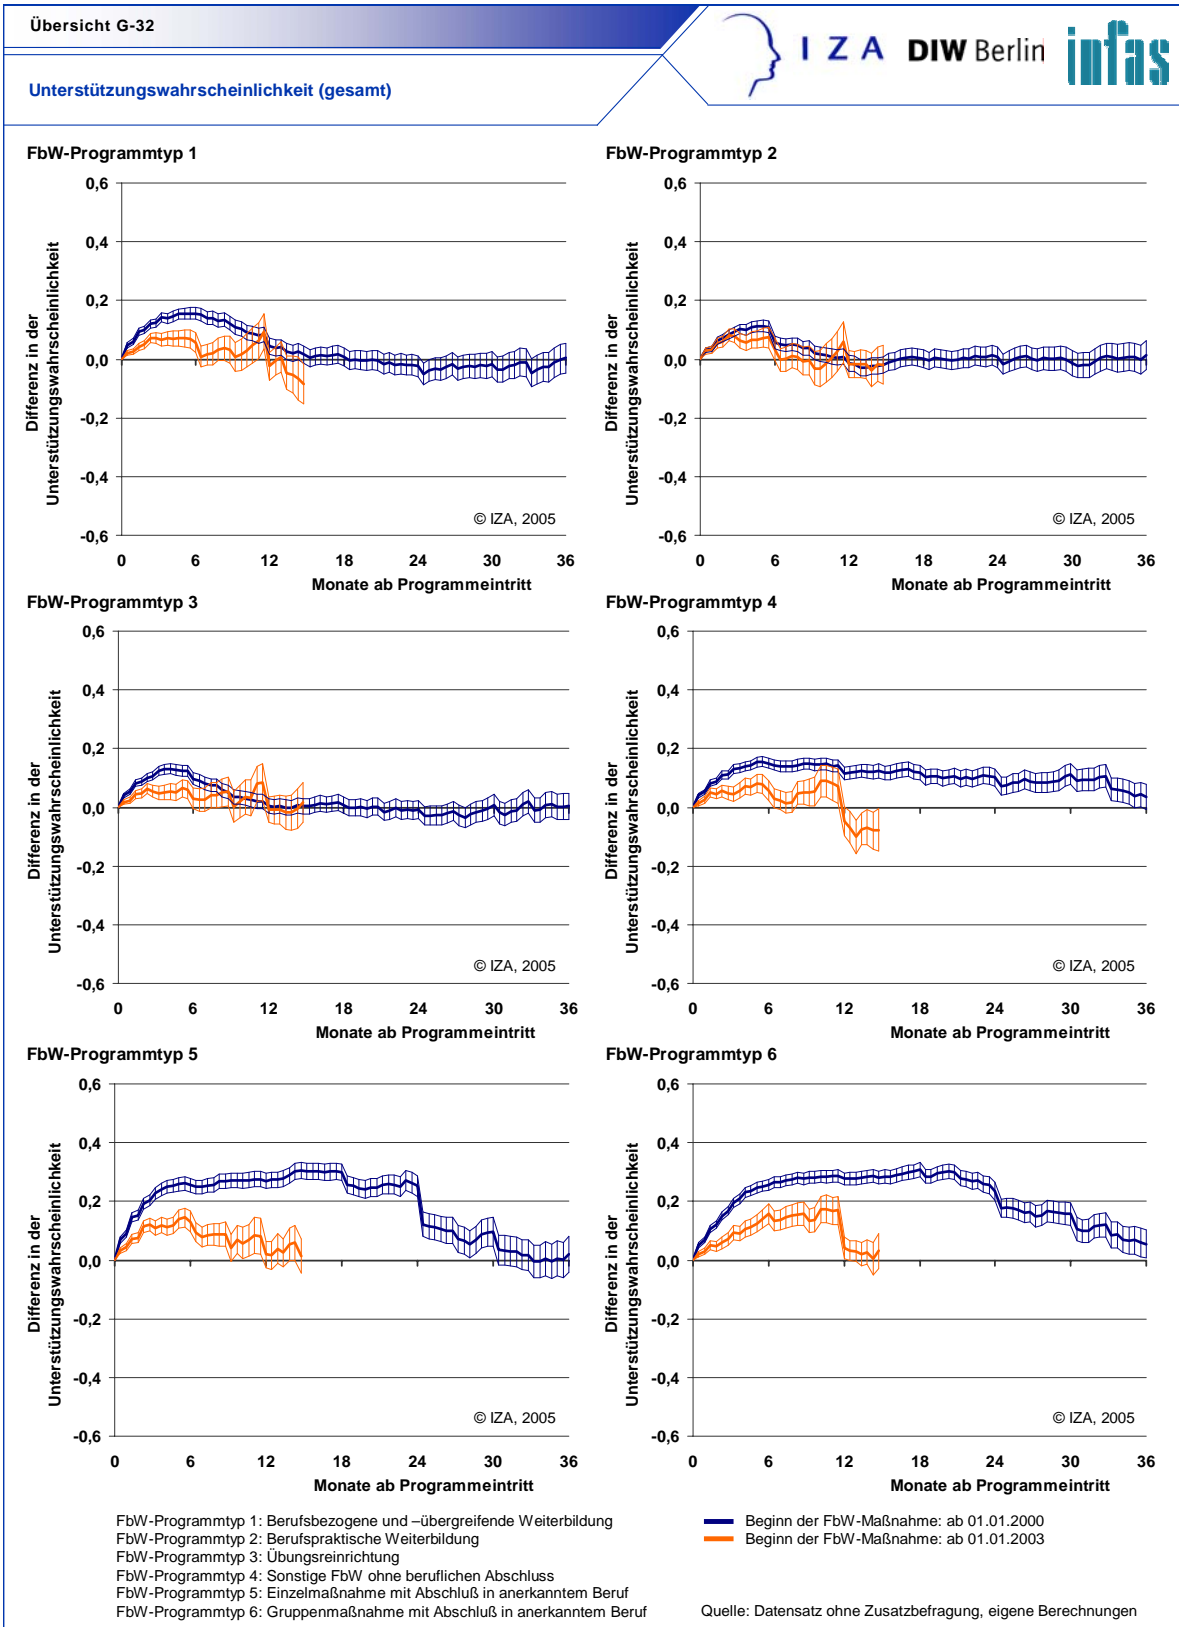 Übersicht G-32
I Z A DIW Berlin infas
Unterstützungswahrscheinlichkeit (gesamt)
FbW-Programmtyp 1
Differenz in der
Unterstützungswahrscheinlichkeit
0,6
0,4
0,2
0,0
-0,2
-0,4
-0,6
© IZA, 2005
0 6 12 18 24 30 36
Monate ab Programmeintritt
FbW-Programmtyp 2
Differenz in der
Unterstützungswahrscheinlichkeit
0,6
0,4
0,2
0,0
-0,2
-0,4
-0,6
© IZA, 2005
0 6 12 18 24 30 36
Monate ab Programmeintritt
FbW-Programmtyp 3
Differenz in der
Unterstützungswahrscheinlichkeit
0,6
0,4
0,2
0,0
-0,2
-0,4
-0,6
© IZA, 2005
0 6 12 18 24 30 36
Monate ab Programmeintritt
FbW-Programmtyp 4
Differenz in der
Unterstützungswahrscheinlichkeit
0,6
0,4
0,2
0,0
-0,2
-0,4
-0,6
© IZA, 2005
0 6 12 18 24 30 36
Monate ab Programmeintritt
FbW-Programmtyp 5
Differenz in der
Unterstützungswahrscheinlichkeit
0,6
0,4
0,2
0,0
-0,2
-0,4
-0,6
© IZA, 2005
0 6 12 18 24 30 36
Monate ab Programmeintritt
FbW-Programmtyp 6
Differenz in der
Unterstützungswahrscheinlichkeit
0,6
0,4
0,2
0,0
-0,2
-0,4
-0,6
© IZA, 2005
0 6 12 18 24 30 36
Monate ab Programmeintritt
FbW-Programmtyp 1: Berufsbezogene und –übergreifende Weiterbildung
FbW-Programmtyp 2: Berufspraktische Weiterbildung
FbW-Programmtyp 3: Übungsreinrichtung
FbW-Programmtyp 4: Sonstige FbW ohne beruflichen Abschluss
FbW-Programmtyp 5: Einzelmaßnahme mit Abschluß in anerkanntem Beruf
FbW-Programmtyp 6: Gruppenmaßnahme mit Abschluß in anerkanntem Beruf
Beginn der FbW-Maßnahme: ab 01.01.2000
Beginn der FbW-Maßnahme: ab 01.01.2003
Quelle: Datensatz ohne Zusatzbefragung, eigene Berechnungen